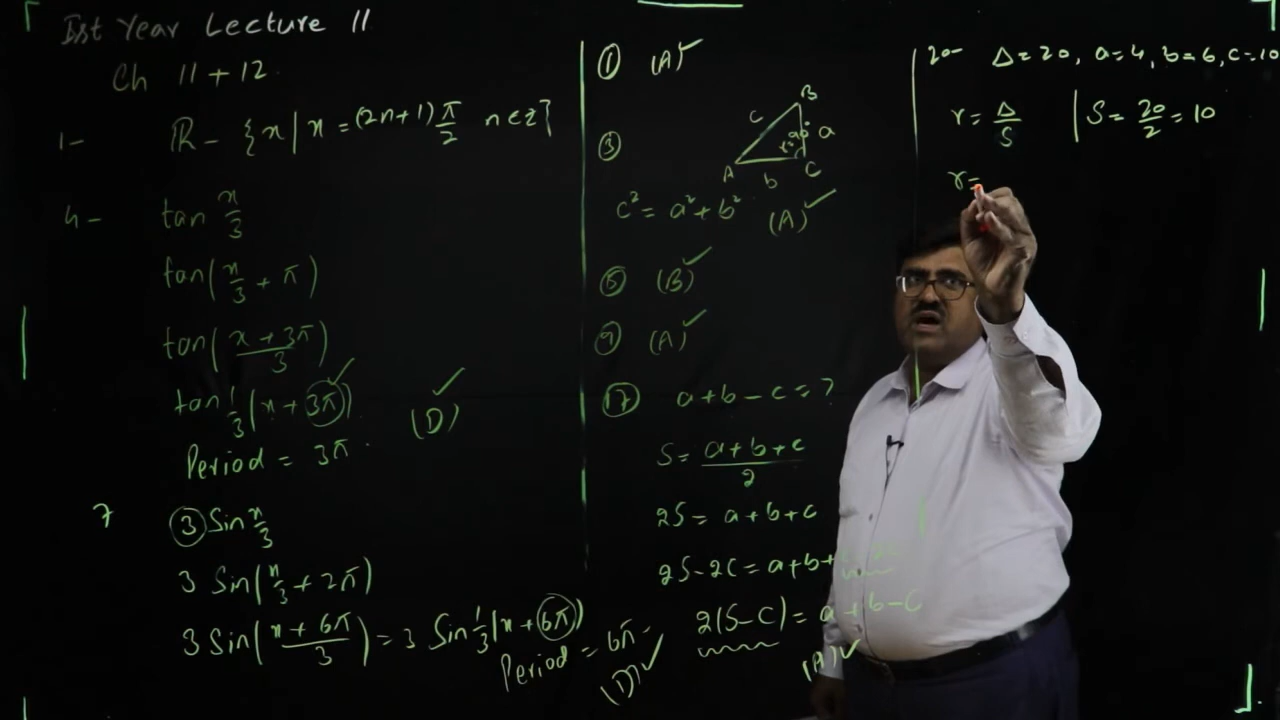 Ist Year Lecture 11
Ch 11 + 12
1- R - {x | x = (2n+1) π/2 n ∈ z}
4- tan x/3
tan(x/3 + π)
tan((x + 3π)/3)
tan 1/3 (x + 3π) ✓
Period = 3π (D) ✓
7 3 Sin x/3
3 Sin(x/3 + 2π)
3 Sin((x + 6π)/3) = 3 Sin 1/3 (x + 6π)
Period = 6π
(D) ✓
1 (A) ✓
3
A B C a b c 90
c² = a² + b² (A) ✓
(B) ✓
9 (A) ✓
17 a + b - c = ?
S = (a + b + c)/2
2S = a + b + c
2S - 2c = a + b +
2(S - C) = a + b - c
(A) ✓
20- Δ = 20, a = 4, b = 6, c = 10
r = Δ/S | S = 20/2 = 10
r =